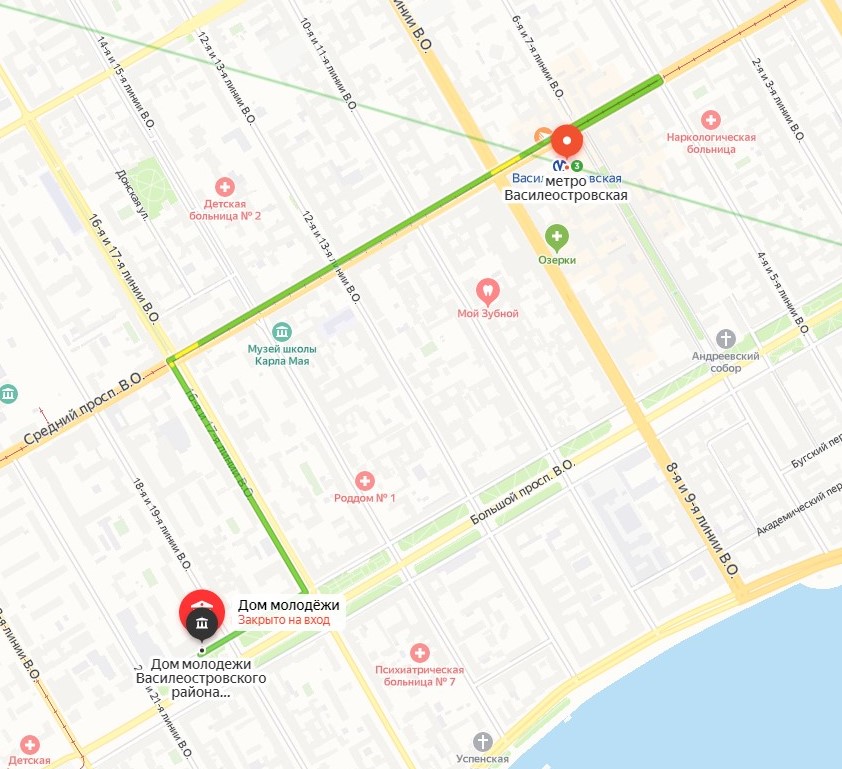 линии В.О.
6-я и 7-я линии В.О.
10-я и 11-я линии В.О.
12-я и 13-я линии В.О.
14-я и 15-я линии В.О.
2-я и 3-я линии В.О.
Наркологическая
больница
3
метро
Василеостровская
Донская ул.
Детская
больница № 2
16-я и 17-я линии В.О.
12-я и 13-я линии В.О.
Озерки
4-я и 5-я линии В.О.
Мой Зубной
Музей школы
Карла Мая
Андреевский
собор
Средний просп. В.О.
16-я и 17-я линии В.О.
Бугский пер
Роддом № 1
Большой просп. В.О.
8-я и 9-я линии В.О.
Академический пер
18-я и 19-я линии В.О.
Дом молодёжи
Закрыто на вход
Дом молодежи
Василеостровского
района...
линии В.О.
и 21-я линии В.О.
Психиатрическая
больница № 7
Детская
Успенская